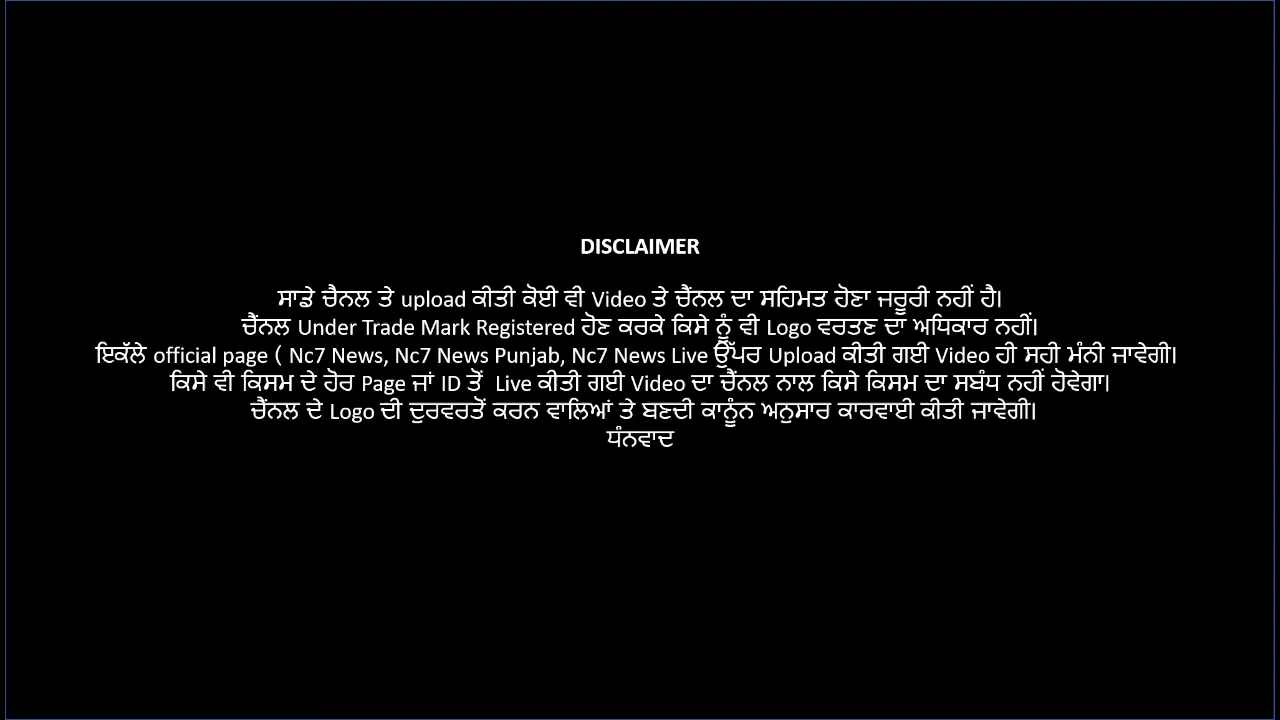 DISCLAIMER
ਸਾਡੇ ਚੈਨਲ ਤੇ upload ਕੀਤੀ ਕੋਈ ਵੀ Video ਤੇ ਚੈਂਨਲ ਦਾ ਸਹਿਮਤ ਹੋਣਾ ਜਰੂਰੀ ਨਹੀਂ ਹੈ।
ਚੈਂਨਲ Under Trade Mark Registered ਹੋਣ ਕਰਕੇ ਕਿਸੇ ਨੂੰ ਵੀ Logo ਵਰਤਣ ਦਾ ਅਧਿਕਾਰ ਨਹੀਂ।
ਇਕੱਲੇ official page ( Nc7 News, Nc7 News Punjab, Nc7 News Live ਉੱਪਰ Upload ਕੀਤੀ ਗਈ Video ਹੀ ਸਹੀ ਮੰਨੀ ਜਾਵੇਗੀ।
ਕਿਸੇ ਵੀ ਕਿਸਮ ਦੇ ਹੋਰ Page ਜਾਂ ID ਤੋਂ Live ਕੀਤੀ ਗਈ Video ਦਾ ਚੈਂਨਲ ਨਾਲ ਕਿਸੇ ਕਿਸਮ ਦਾ ਸਬੰਧ ਨਹੀਂ ਹੋਵੇਗਾ।
ਚੈਂਨਲ ਦੇ Logo ਦੀ ਦੁਰਵਰਤੋਂ ਕਰਨ ਵਾਲਿਆਂ ਤੇ ਬਣਦੀ ਕਾਨੂੰਨ ਅਨੁਸਾਰ ਕਾਰਵਾਈ ਕੀਤੀ ਜਾਵੇਗੀ।
ਧੰਨਵਾਦ